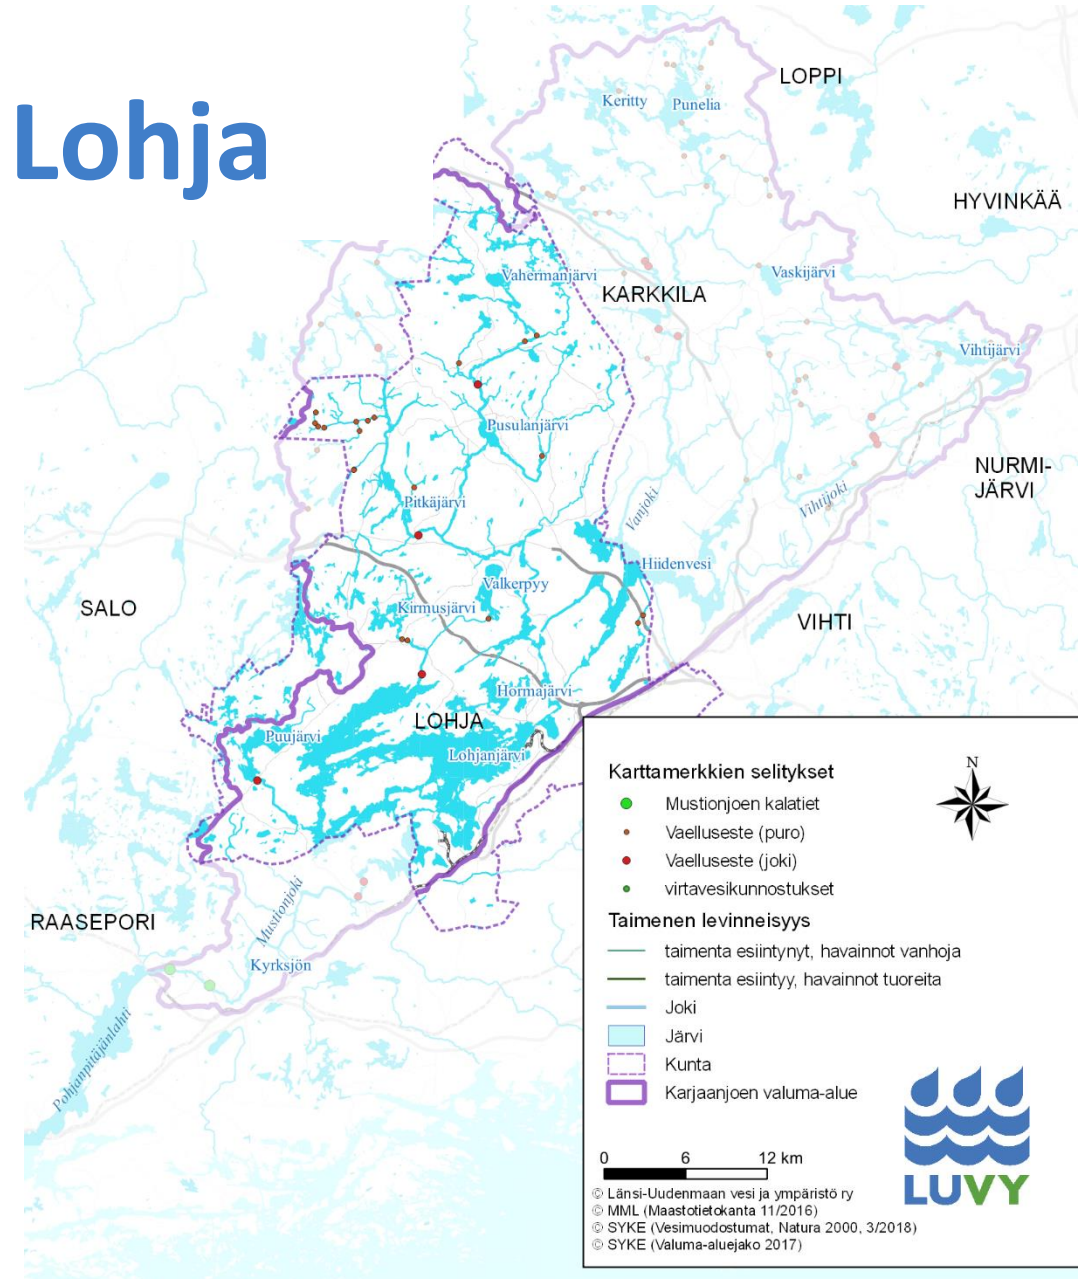 Lohja
LOPPI
Keritty
Punelia
HYVINKÄÄ
Vaskijärvi
Vahermanjärvi
KARKKILA
Vihtijärvi
Pusulanjärvi
NURMI-
JÄRVI
Pitkäjärvi
Vanjoki
Vihtijoki
Hiidenvesi
Valkerpyy
SALO
Kirmusjärvi
VIHTI
Hormajärvi
LOHJA
Puujärvi
Lohjanjärvi
Mustionjoki
RAASEPORI
Kyrksjön
Pohjanpitäjänlahti
Karttamerkkien selitykset
N
Mustionjoen kalatiet
Vaelluseste (puro)
Vaelluseste (joki)
virtavesikunnostukset
Taimenen levinneisyys
taimenta esiintynyt, havainnot vanhoja
taimenta esiintyy, havainnot tuoreita
Joki
Järvi
Kunta
Karjaanjoen valuma-alue
0 6 12 km
© Länsi-Uudenmaan vesi ja ympäristö ry
© MML (Maastotietokanta 11/2016)
© SYKE (Vesimuodostumat, Natura 2000, 3/2018)
© SYKE (Valuma-aluejako 2017)
LUVY